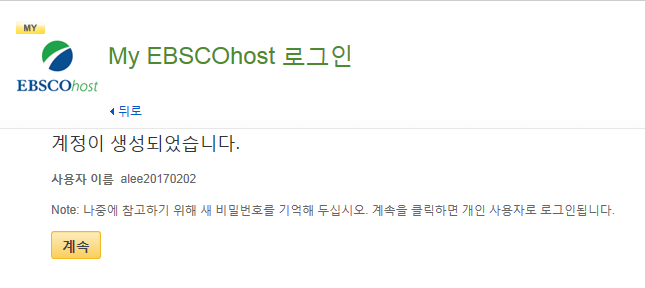 MY
EBSCOhost
My EBSCOhost 로그인
뒤로
계정이 생성되었습니다.
사용자 이름 alee20170202
Note: 나중에 참고하기 위해 새 비밀번호를 기억해 두십시오. 계속을 클릭하면 개인 사용자로 로그인됩니다.
계속